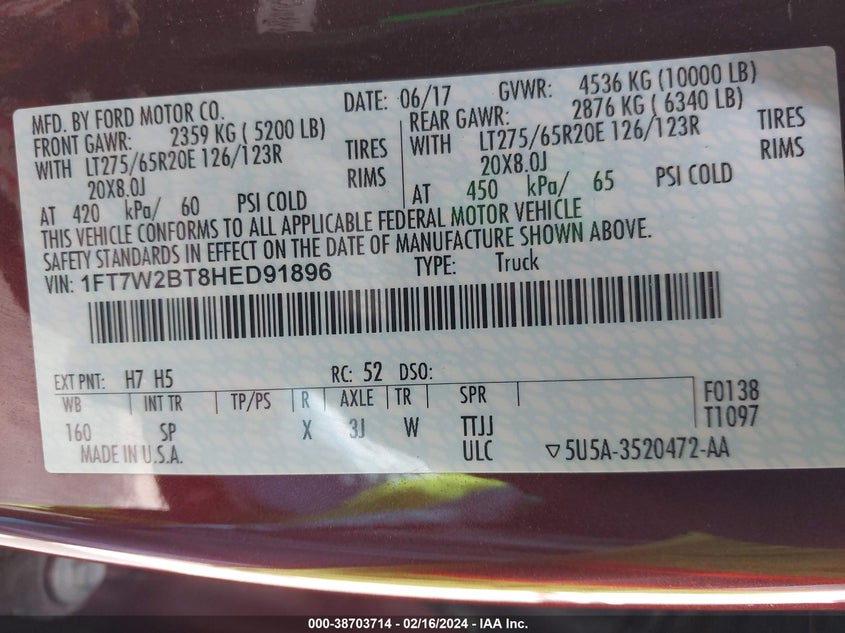 MFD. BY FORD MOTOR CO.
DATE: 06/17 GVWR: 4536 KG (10000 LB)
FRONT GAWR: 2359 KG ( 5200 LB)
WITH LT275/65R20E 126/123R TIRES
20X8.0J RIMS
AT 420 kPa/ 60 PSI COLD
REAR GAWR: 2876 KG ( 6340 LB)
WITH LT275/65R20E 126/123R TIRES
20X8.0J RIMS
AT 450 kPa/ 65 PSI COLD
THIS VEHICLE CONFORMS TO ALL APPLICABLE FEDERAL MOTOR VEHICLE
SAFETY STANDARDS IN EFFECT ON THE DATE OF MANUFACTURE SHOWN ABOVE.
VIN: 1FT7W2BT8HED91896 TYPE: Truck
EXT PNT: H7 H5 RC: 52 DSO:
WB INT TR TP/PS R AXLE TR SPR
160 SP X 3J W TTJJ
ULC
F0138
T1097
MADE IN U.S.A.
▽5U5A-3520472-AA
000-38703714 - 02/16/2024 - IAA Inc.